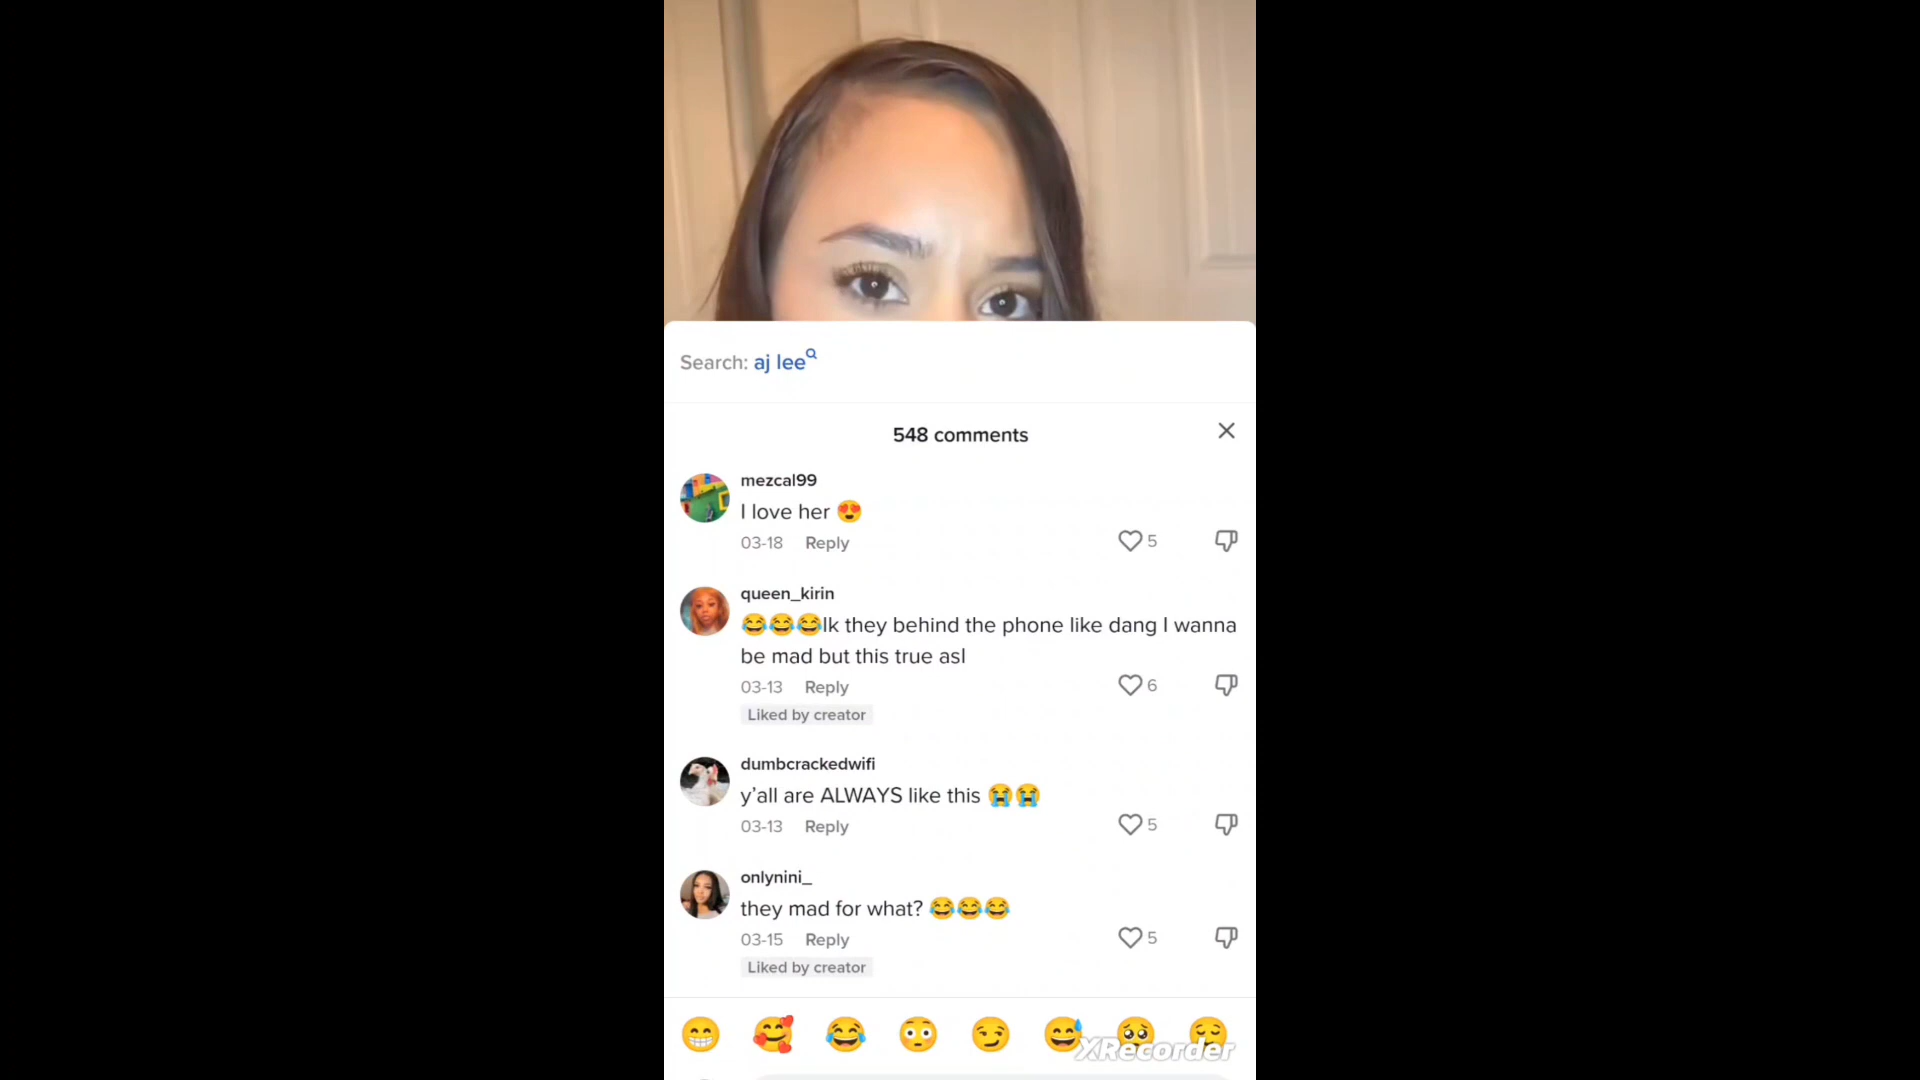 Search: aj lee
548 comments
mezcal99
I love her 😍
03-18 Reply
5
queen_kirin
😂😂😂Ik they behind the phone like dang I wanna
be mad but this true asl
03-13 Reply
6
Liked by creator
dumbcrackedwifi
y'all are ALWAYS like this 😭😭
03-13 Reply
5
onlynini_
they mad for what? 😂😂😂
03-15 Reply
5
Liked by creator
XRecorder